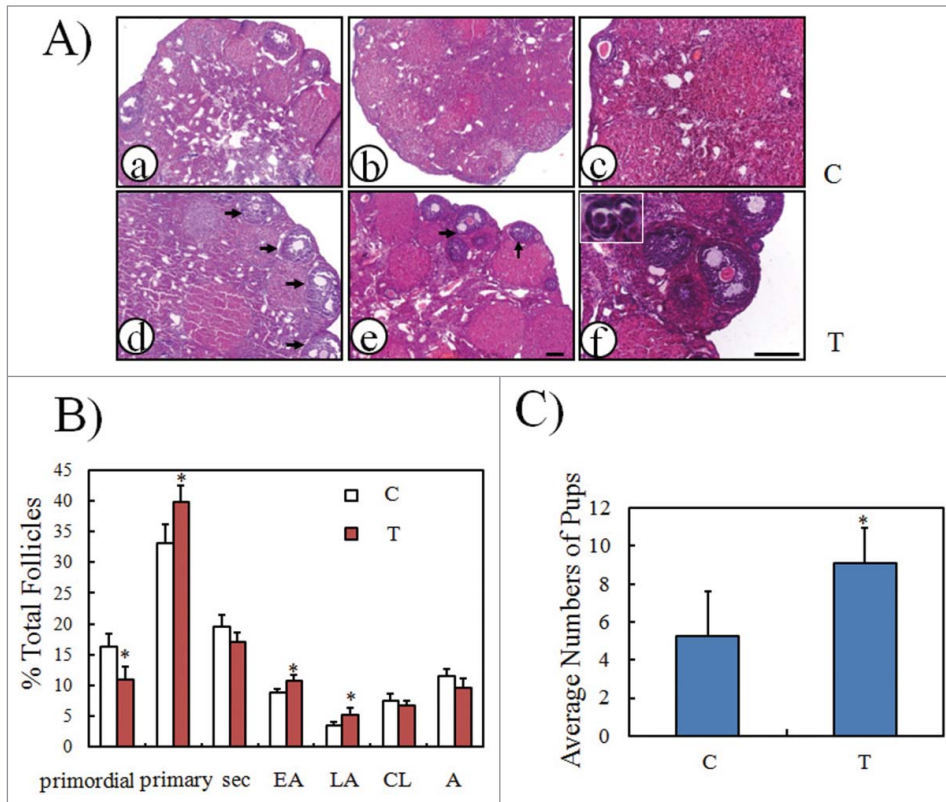 A)
a
b
c
C
d
e
f
T
B)
% Total Follicles
45
40
35
30
25
20
15
10
5
0
*
*
*
*
C
T
primordial primary sec EA LA CL A
C)
Average Numbers of Pups
12
10
8
6
4
2
0
*
C T